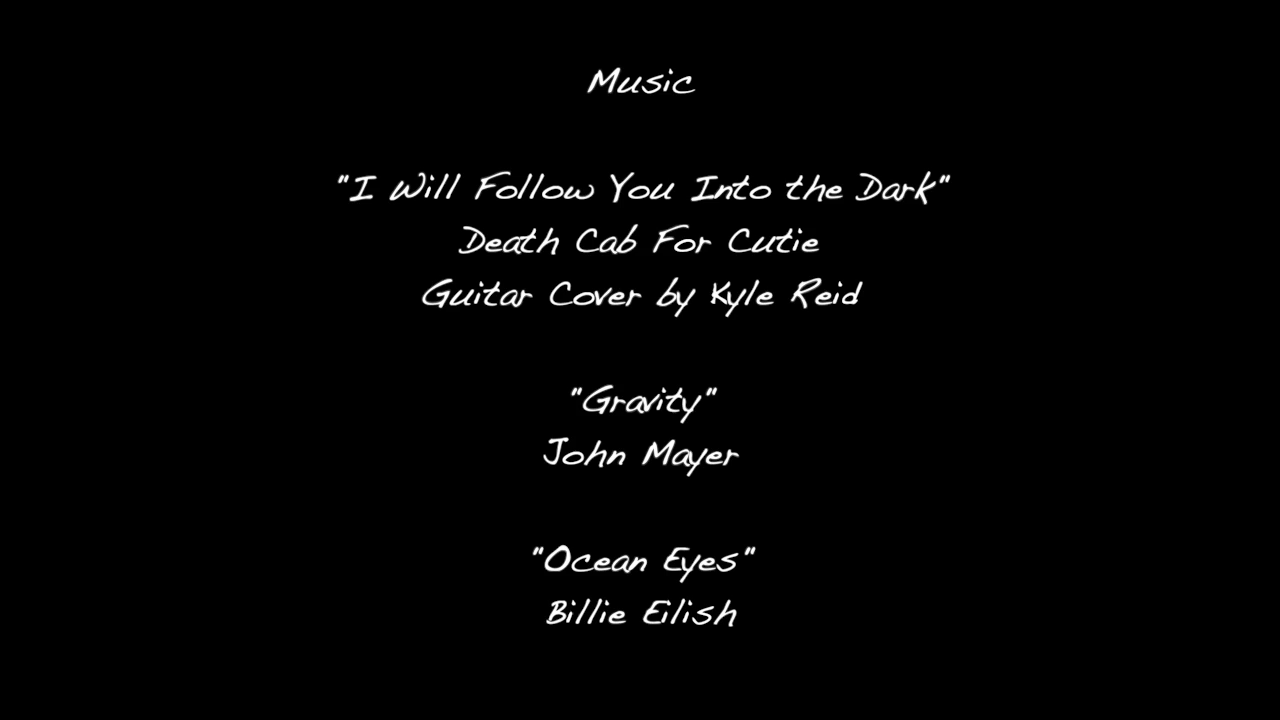 Music
"I Will Follow You Into the Dark"
Death Cab For Cutie
Guitar Cover by Kyle Reid
"Gravity"
John Mayer
"Ocean Eyes"
Billie Eilish